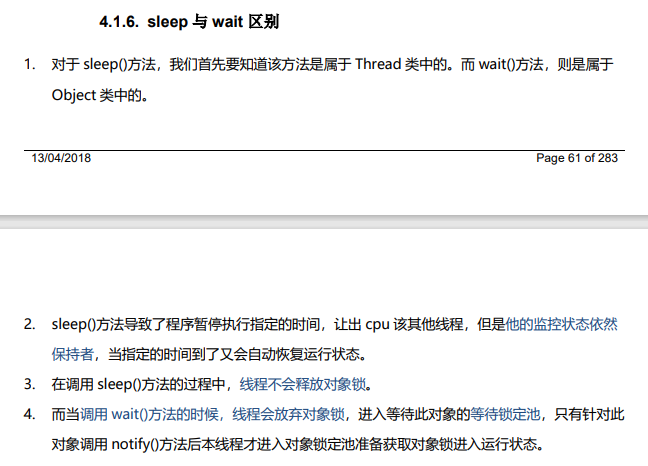 4.1.6. sleep 与 wait 区别
1. 对于 sleep()方法，我们首先要知道该方法是属于 Thread 类中的。而 wait()方法，则是属于
Object 类中的。
13/04/2018 Page 61 of 283
2. sleep()方法导致了程序暂停执行指定的时间，让出 cpu 该其他线程，但是他的监控状态依然
保持者，当指定的时间到了又会自动恢复运行状态。
3. 在调用 sleep()方法的过程中，线程不会释放对象锁。
4. 而当调用 wait()方法的时候，线程会放弃对象锁，进入等待此对象的等待锁定池，只有针对此
对象调用 notify()方法后本线程才进入对象锁定池准备获取对象锁进入运行状态。